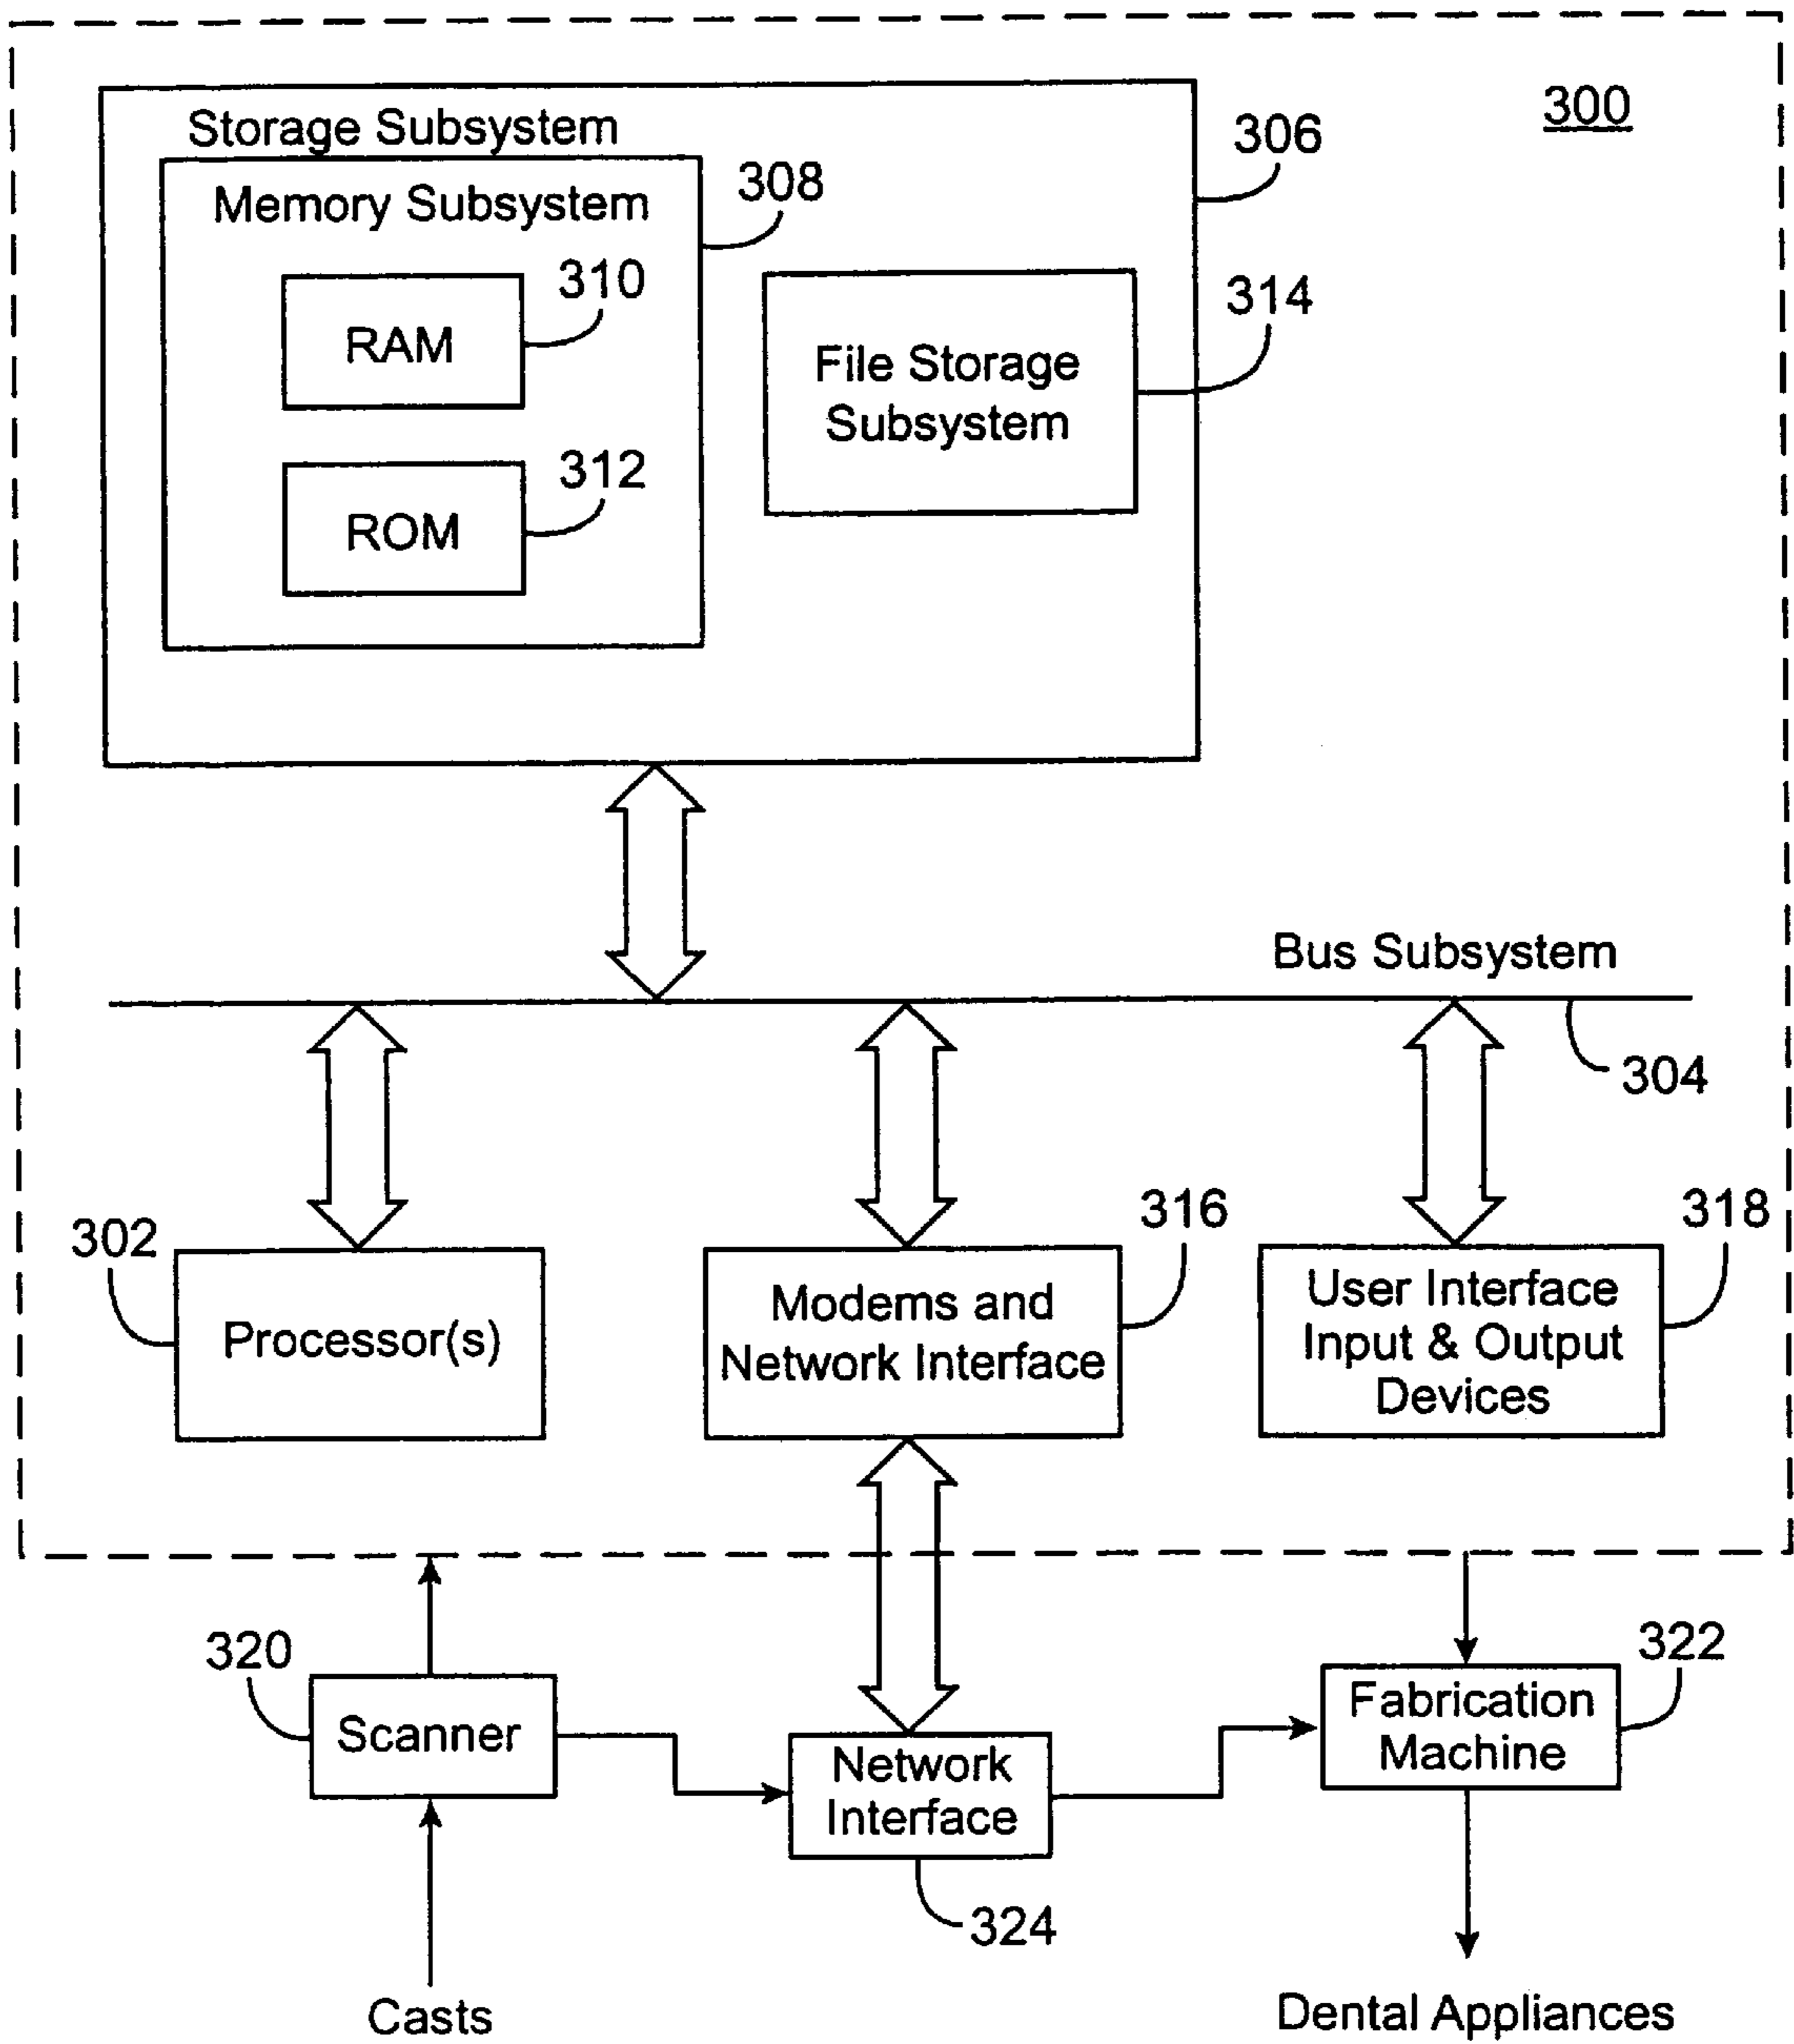 300
Storage Subsystem
306
Memory Subsystem
308
RAM
310
ROM
312
File Storage
Subsystem
314
Bus Subsystem
304
302
Processor(s)
Modems and
Network Interface
316
User Interface
Input & Output
Devices
318
320
Scanner
Network
Interface
324
Fabrication
Machine
322
Casts
Dental Appliances